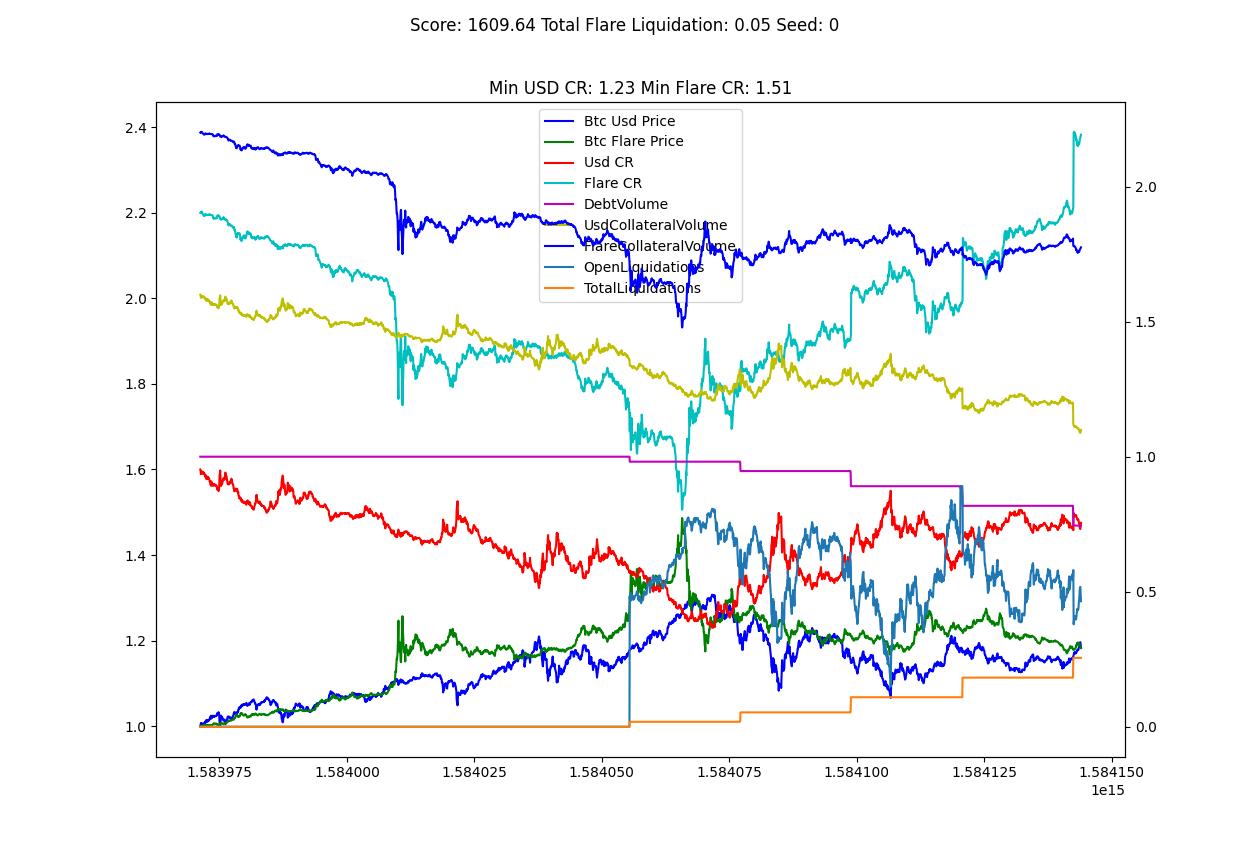 Score: 1609.64 Total Flare Liquidation: 0.05 Seed: 0
Min USD CR: 1.23 Min Flare CR: 1.51
Btc Usd Price
Btc Flare Price
Usd CR
Flare CR
DebtVolume
UsdCollateralVolume
FlareCollateralVolume
OpenLiquidations
TotalLiquidations
2.4
2.2
2.0
1.8
1.6
1.4
1.2
1.0
2.0
1.5
1.0
0.5
0.0
1.583975 1.584000 1.584025 1.584050 1.584075 1.584100 1.584125 1.584150
1e15